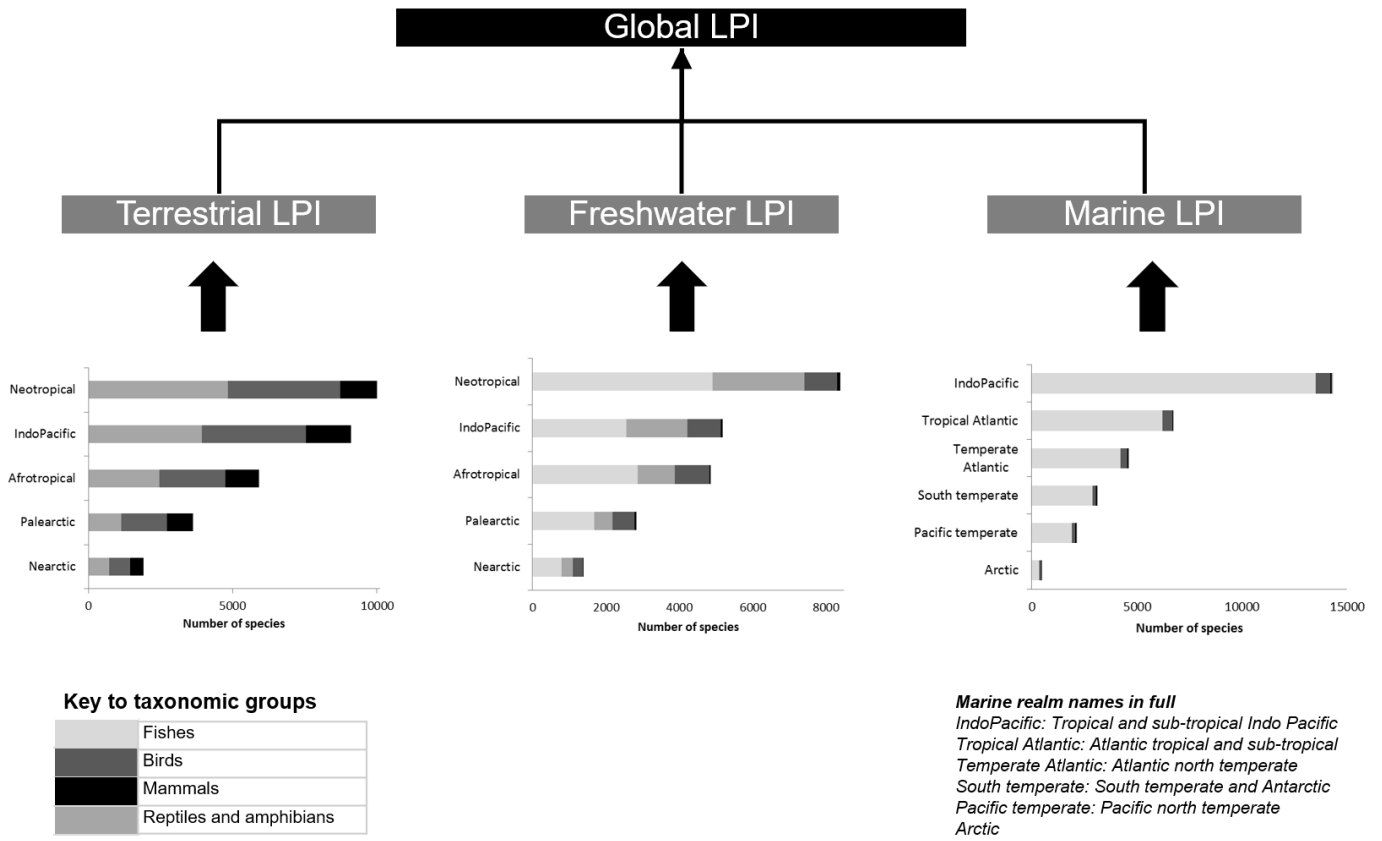 Global LPI
Terrestrial LPI
Freshwater LPI
Marine LPI
Neotropical
IndoPacific
Afrotropical
Palearctic
Nearctic
0
5000
10000
Number of species
Neotropical
IndoPacific
Afrotropical
Palearctic
Nearctic
0
2000
4000
6000
8000
Number of species
IndoPacific
Tropical Atlantic
Temperate
Atlantic
South temperate
Pacific temperate
Arctic
0
5000
10000
15000
Number of species
Key to taxonomic groups
Fishes
Birds
Mammals
Reptiles and amphibians
Marine realm names in full
IndoPacific: Tropical and sub-tropical Indo Pacific
Tropical Atlantic: Atlantic tropical and sub-tropical
Temperate Atlantic: Atlantic north temperate
South temperate: South temperate and Antarctic
Pacific temperate: Pacific north temperate
Arctic